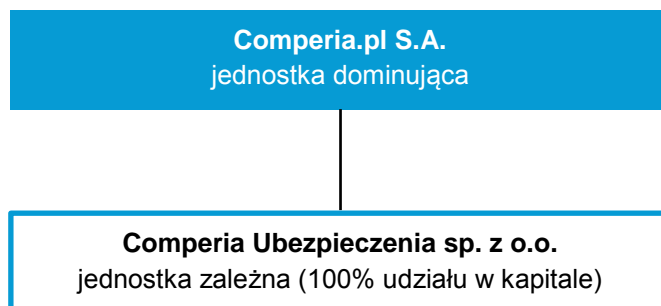 Comperia.pl S.A.
jednostka dominująca
Comperia Ubezpieczenia sp. z o.o.
jednostka zależna (100% udziału w kapitale)